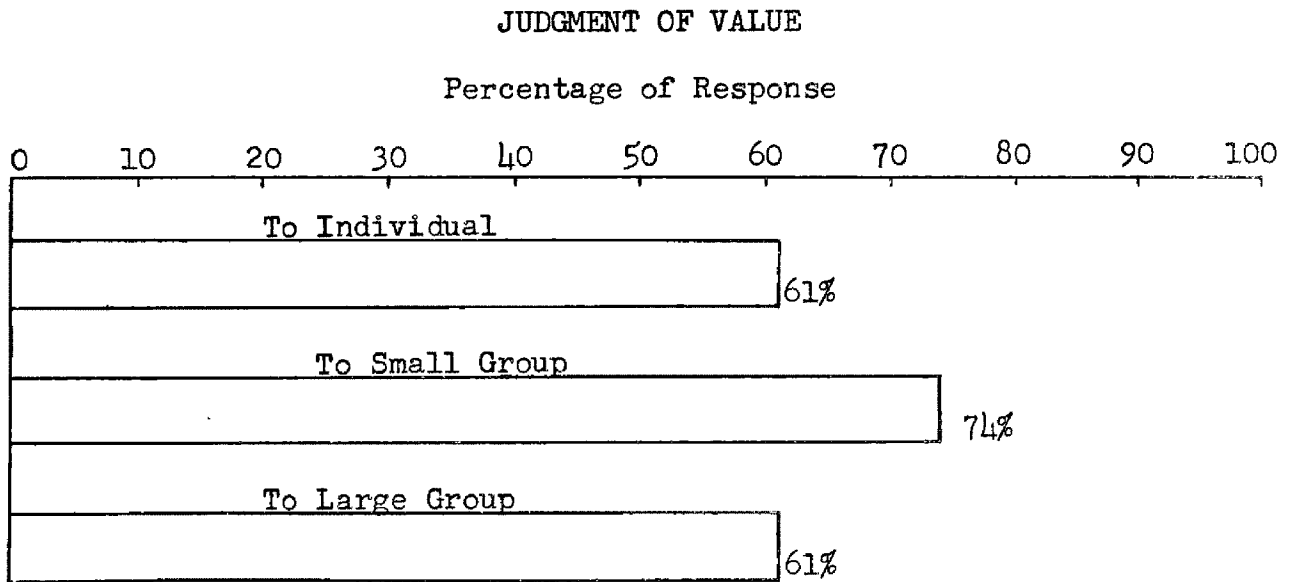 JUDGMENT OF VALUE
Percentage of Response
0 10 20 30 40 50 60 70 80 90 100
To Individual
61%
To Small Group
74%
To Large Group
61%